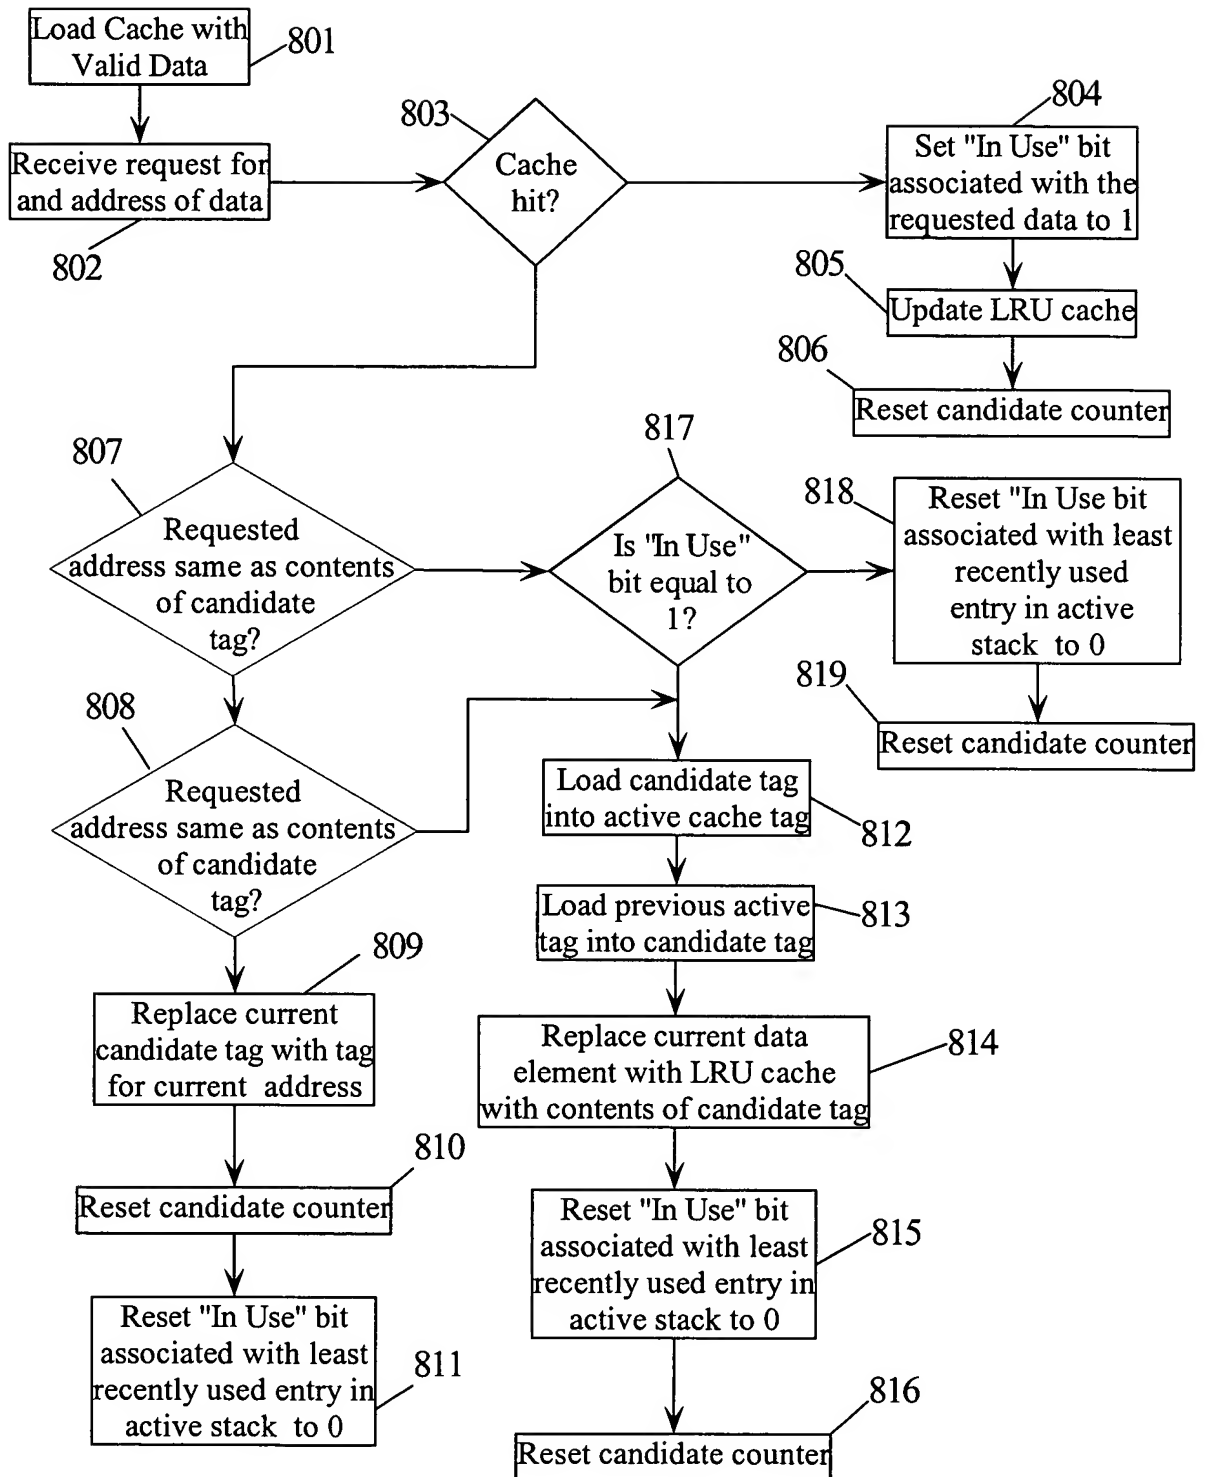 Load Cache with
Valid Data
801
Receive request for
and address of data
802
803
Cache
hit?
804
Set "In Use" bit
associated with the
requested data to 1
805
Update LRU cache
806
Reset candidate counter
807
Requested
address same as contents
of candidate
tag?
817
Is "In Use"
bit equal to
1?
818
Reset "In Use bit
associated with least
recently used
entry in active
stack to 0
819
Reset candidate counter
808
Requested
address same as contents
of candidate
tag?
809
Replace current
candidate tag with tag
for current address
810
Reset candidate counter
Reset "In Use" bit
associated with least
recently used entry in
active stack to 0
811
Load candidate tag
into active cache tag
812
Load previous active
tag into candidate tag
813
Replace current data
element with LRU cache
with contents of candidate tag
814
Reset "In Use" bit
associated with least
recently used entry in
active stack to 0
815
816
Reset candidate counter